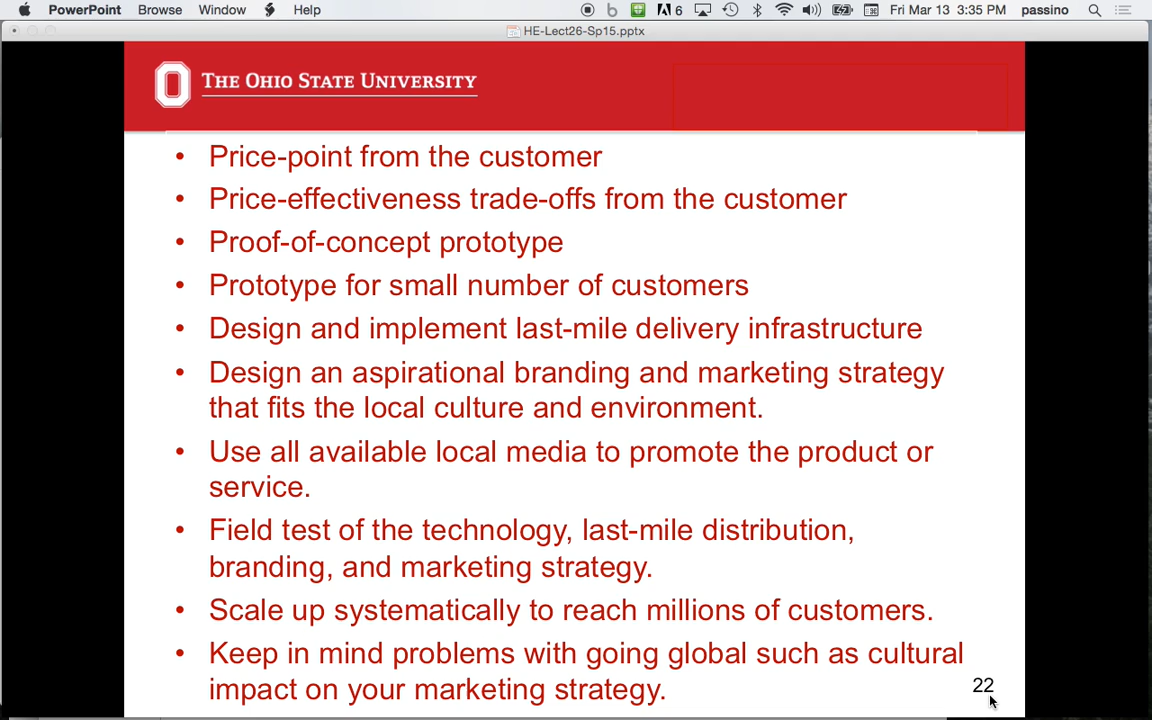 PowerPoint Browse Window Help 6 Fri Mar 13 3:35 PM passino
HE-Lect26-Sp15.pptx
THE OHIO STATE UNIVERSITY
• Price-point from the customer
• Price-effectiveness trade-offs from the customer
• Proof-of-concept prototype
• Prototype for small number of customers
• Design and implement last-mile delivery infrastructure
• Design an aspirational branding and marketing strategy
that fits the local culture and environment.
• Use all available local media to promote the product or
service.
• Field test of the technology, last-mile distribution,
branding, and marketing strategy.
• Scale up systematically to reach millions of customers.
• Keep in mind problems with going global such as cultural
impact on your marketing strategy.
22